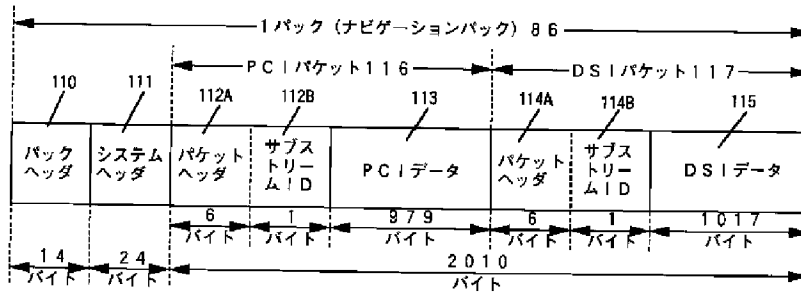 1パック（ナビゲーションパック）86
PCIパケット116
DSIパケット117
110
111
112A
112B
113
114A
114B
115
パック
ヘッダ
システム
ヘッダ
パケット
ヘッダ
サブス
トリー
ムID
PCIデータ
パケット
ヘッダ
サブス
トリー
ムID
DSIデータ
6
バイト
1
バイト
979
バイト
6
バイト
1
バイト
1017
バイト
14
バイト
24
バイト
2010
バイト